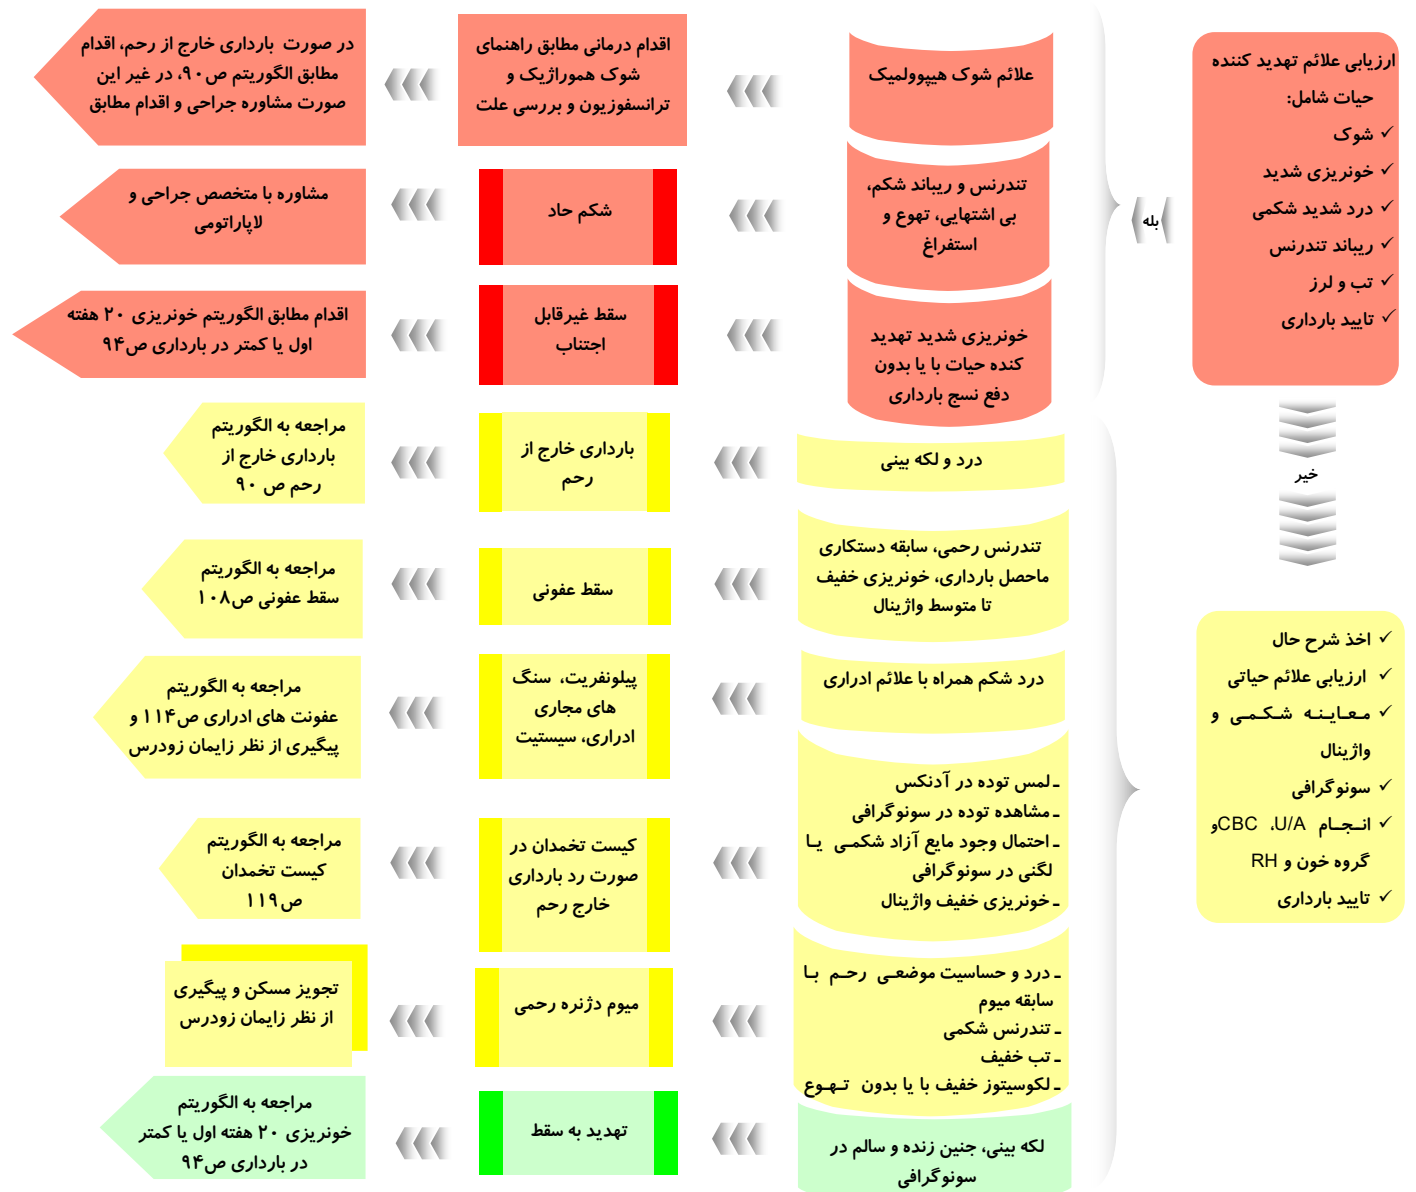 ارزیابی علائم تهدید کننده
حیات شامل:
✓ شوک
✓ خونریزی شدید
✓ درد شدید شکمی
✓ ریباند تندرنس
✓ تب و لرز
✓ تایید بارداری
بله
خیر
✓ اخذ شرح حال
✓ ارزیابی علائم حیاتی
✓ معاینه شکمی و
واژینال
✓ سونوگرافی
✓ انجام U/A، CBCو
گروه خون و RH
✓ تایید بارداری
علائم شوک هیپوولمیک
اقدام درمانی مطابق راهنمای
شوک هموراژیک و
ترانسفوزیون و بررسی علت
در صورت بارداری خارج از رحم، اقدام
مطابق الگوریتم ص۹۰، در غیر این
صورت مشاوره جراحی و اقدام مطابق
تندرنس و ریباند شکم،
بی اشتهایی، تهوع و
استفراغ
شکم حاد
مشاوره با متخصص جراحی و
لاپاراتومی
خونریزی شدید تهدید
کنده حیات با یا بدون
دفع نسج بارداری
سقط غیرقابل
اجتناب
اقدام مطابق الگوریتم خونریزی ۲۰ هفته
اول یا کمتر در بارداری ص۹۴
درد و لکه بینی
بارداری خارج از
رحم
مراجعه به الگوریتم
بارداری خارج از
رحم ص ۹۰
تندرنس رحمی، سابقه دستکاری
ماحصل بارداری، خونریزی خفیف
تا متوسط واژینال
سقط عفونی
مراجعه به الگوریتم
سقط عفونی ص۱۰۸
درد شکم همراه با علائم ادراری
پیلونفریت، سنگ
های مجاری
ادراری، سیستیت
مراجعه به الگوریتم
عفونت های ادراری ص۱۱۴ و
پیگیری از نظر زایمان زودرس
ـ لمس توده در آدنکس
ـ مشاهده توده در سونوگرافی
ـ احتمال وجود مایع آزاد شکمی یا
لگنی در سونوگرافی
ـ خونریزی خفیف واژینال
کیست تخمدان در
صورت رد بارداری
خارج رحم
مراجعه به الگوریتم
کیست تخمدان
ص۱۱۹
ـ درد و حساسیت موضعی رحم با
سابقه میوم
ـ تندرنس شکمی
ـ تب خفیف
ـ لکوسیتوز خفیف با یا بدون تهوع
میوم دژنره رحمی
تجویز مسکن و پیگیری
از نظر زایمان زودرس
لکه بینی، جنین زنده و سالم در
سونوگرافی
تهدید به سقط
مراجعه به الگوریتم
خونریزی ۲۰ هفته اول یا کمتر
در بارداری ص۹۴